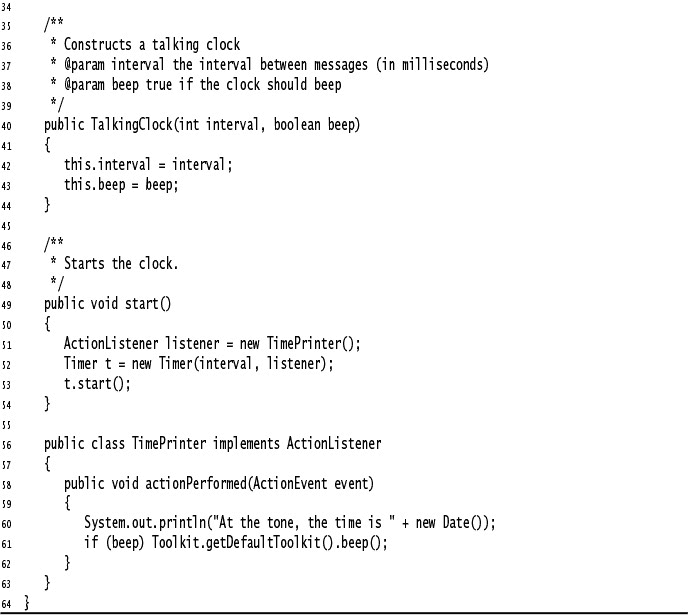 34
35    /**
36     * Constructs a talking clock
37     * @param interval the interval between messages (in milliseconds)
38     * @param beep true if the clock should beep
39     */
40    public TalkingClock(int interval, boolean beep)
41    {
42       this.interval = interval;
43       this.beep = beep;
44    }
45
46    /**
47     * Starts the clock.
48     */
49    public void start()
50    {
51       ActionListener listener = new TimePrinter();
52       Timer t = new Timer(interval, listener);
53       t.start();
54    }
55
56    public class TimePrinter implements ActionListener
57    {
58       public void actionPerformed(ActionEvent event)
59       {
60          System.out.println("At the tone, the time is " + new Date());
61          if (beep) Toolkit.getDefaultToolkit().beep();
62       }
63    }
64 }